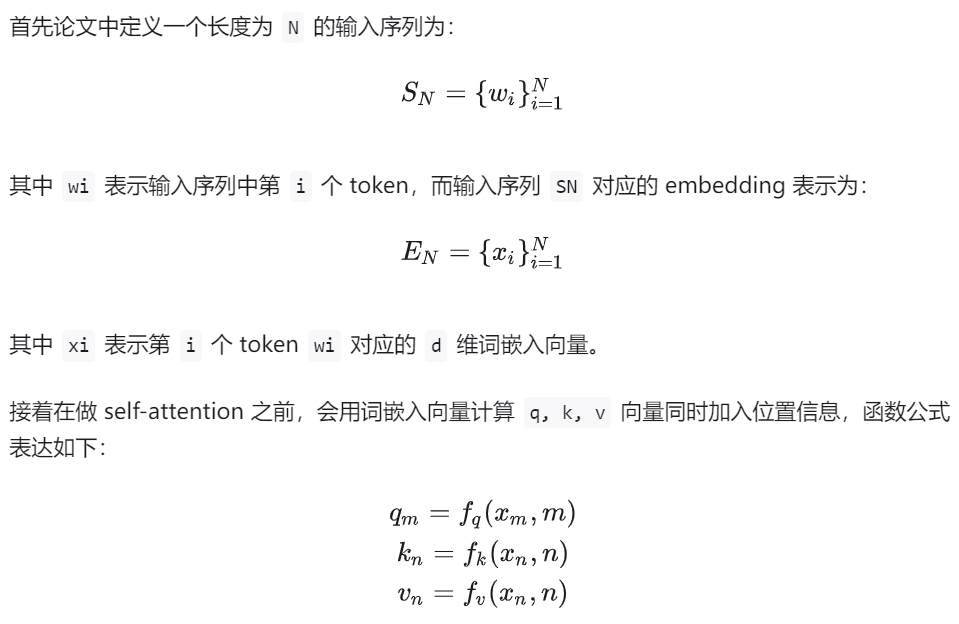 首先论文中定义一个长度为 N 的输入序列为：
$S_N = \{w_i\}_{i=1}^{N}$
其中 wi 表示输入序列中第 i 个 token，而输入序列 SN 对应的 embedding 表示为：
$E_N = \{x_i\}_{i=1}^{N}$
其中 xi 表示第 i 个 token wi 对应的 d 维词嵌入向量。
接着在做 self-attention 之前，会用词嵌入向量计算 q, k, v 向量同时加入位置信息，函数公式
表达如下：
$q_m = f_q(x_m, m)$
$k_n = f_k(x_n, n)$
$v_n = f_v(x_n, n)$